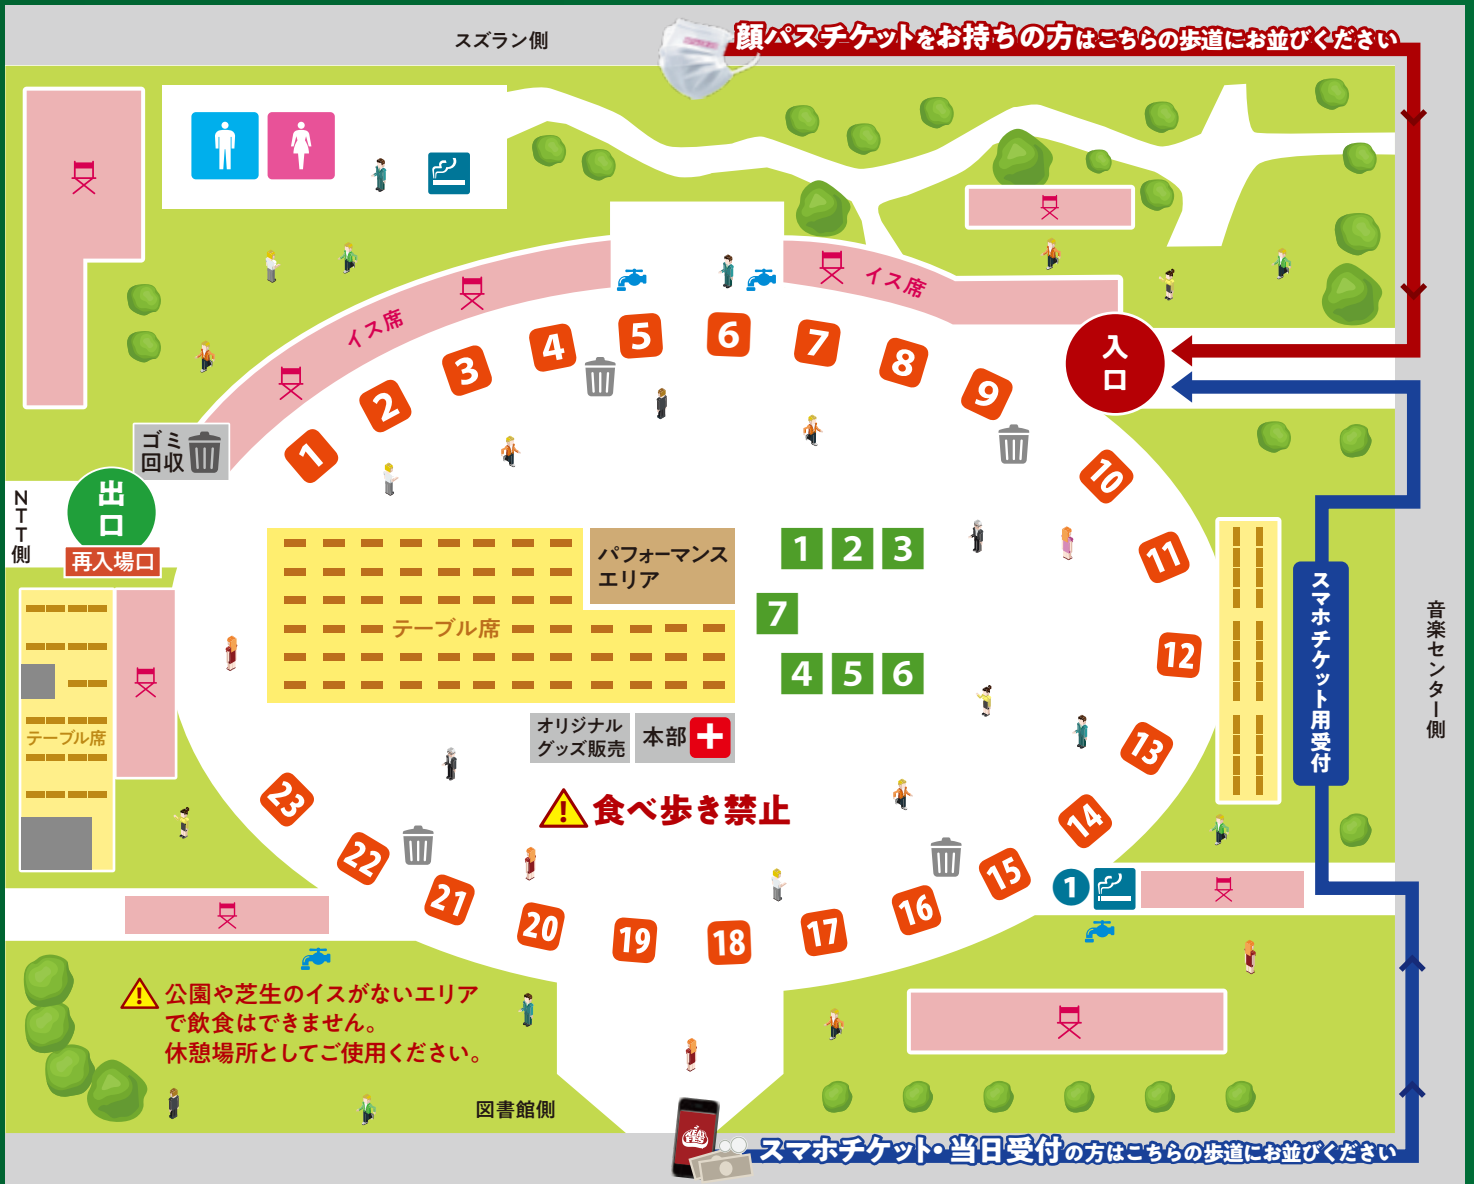 スズラン側
顔パスチケットをお持ちの方はこちらの歩道にお並びください
イス席
イス席
入口
ゴミ
回収
出口
再入場口
NTT側
1
2
3
4
5
6
7
8
9
10
11
12
13
14
15
16
17
18
19
20
21
22
23
パフォーマンス
エリア
テーブル席
1 2 3
7
4 5 6
オリジナル
グッズ販売
本部
食べ歩き禁止
テーブル席
スマホチケット用受付
音楽センター側
1
公園や芝生のイスがないエリア
で飲食はできません。
休憩場所としてご使用ください。
図書館側
スマホチケット・当日受付の方はこちらの歩道にお並びください